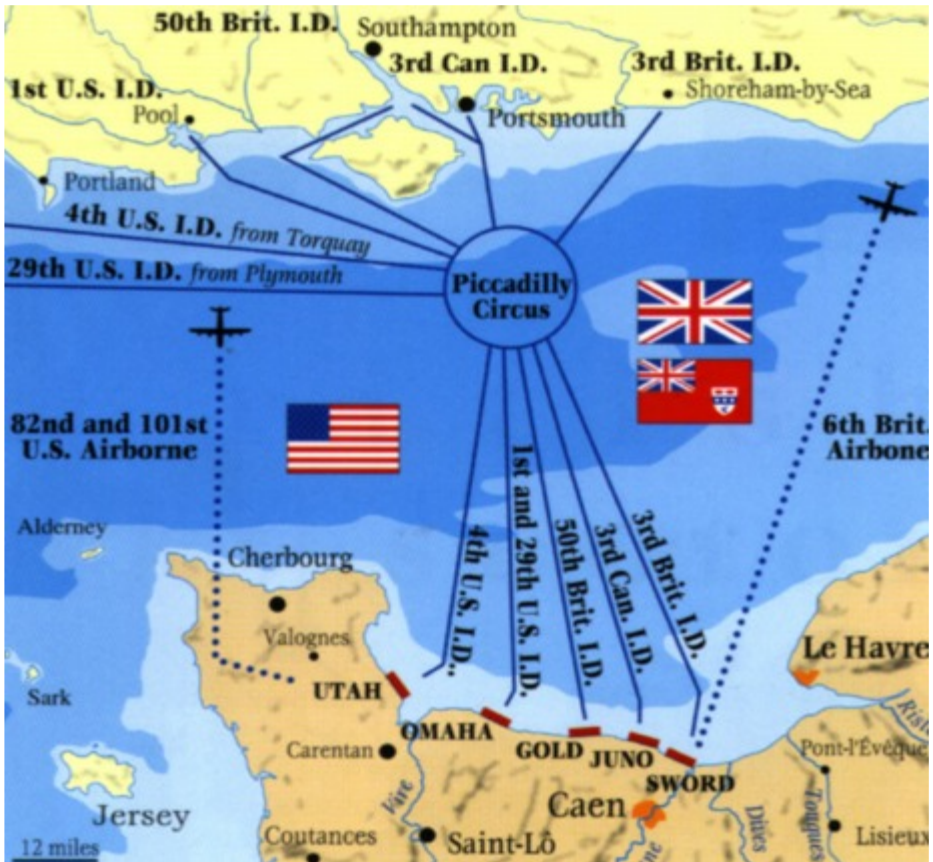 50th Brit. I.D.
Southampton
3rd Can I.D.
3rd Brit. I.D.
1st U.S. I.D.
Pool
Shoreham-by-Sea
Portsmouth
Portland
4th U.S. I.D. from Torquay
29th U.S. I.D. from Plymouth
Piccadilly
Circus
82nd and 101st
U.S. Airborne
6th Brit.
Airbone
4th U.S. I.D.
1st and 29th U.S. I.D.
50th Brit. I.D.
3rd Can. I.D.
3rd Brit. I.D.
Alderney
Cherbourg
Valognes
Le Havre
Sark
UTAH
OMAHA
GOLD
JUNO
SWORD
Carentan
Pont-l'Évêque
Jersey
Vire
Caen
Dives
Coutances
Saint-Lô
Lisieux
12 miles